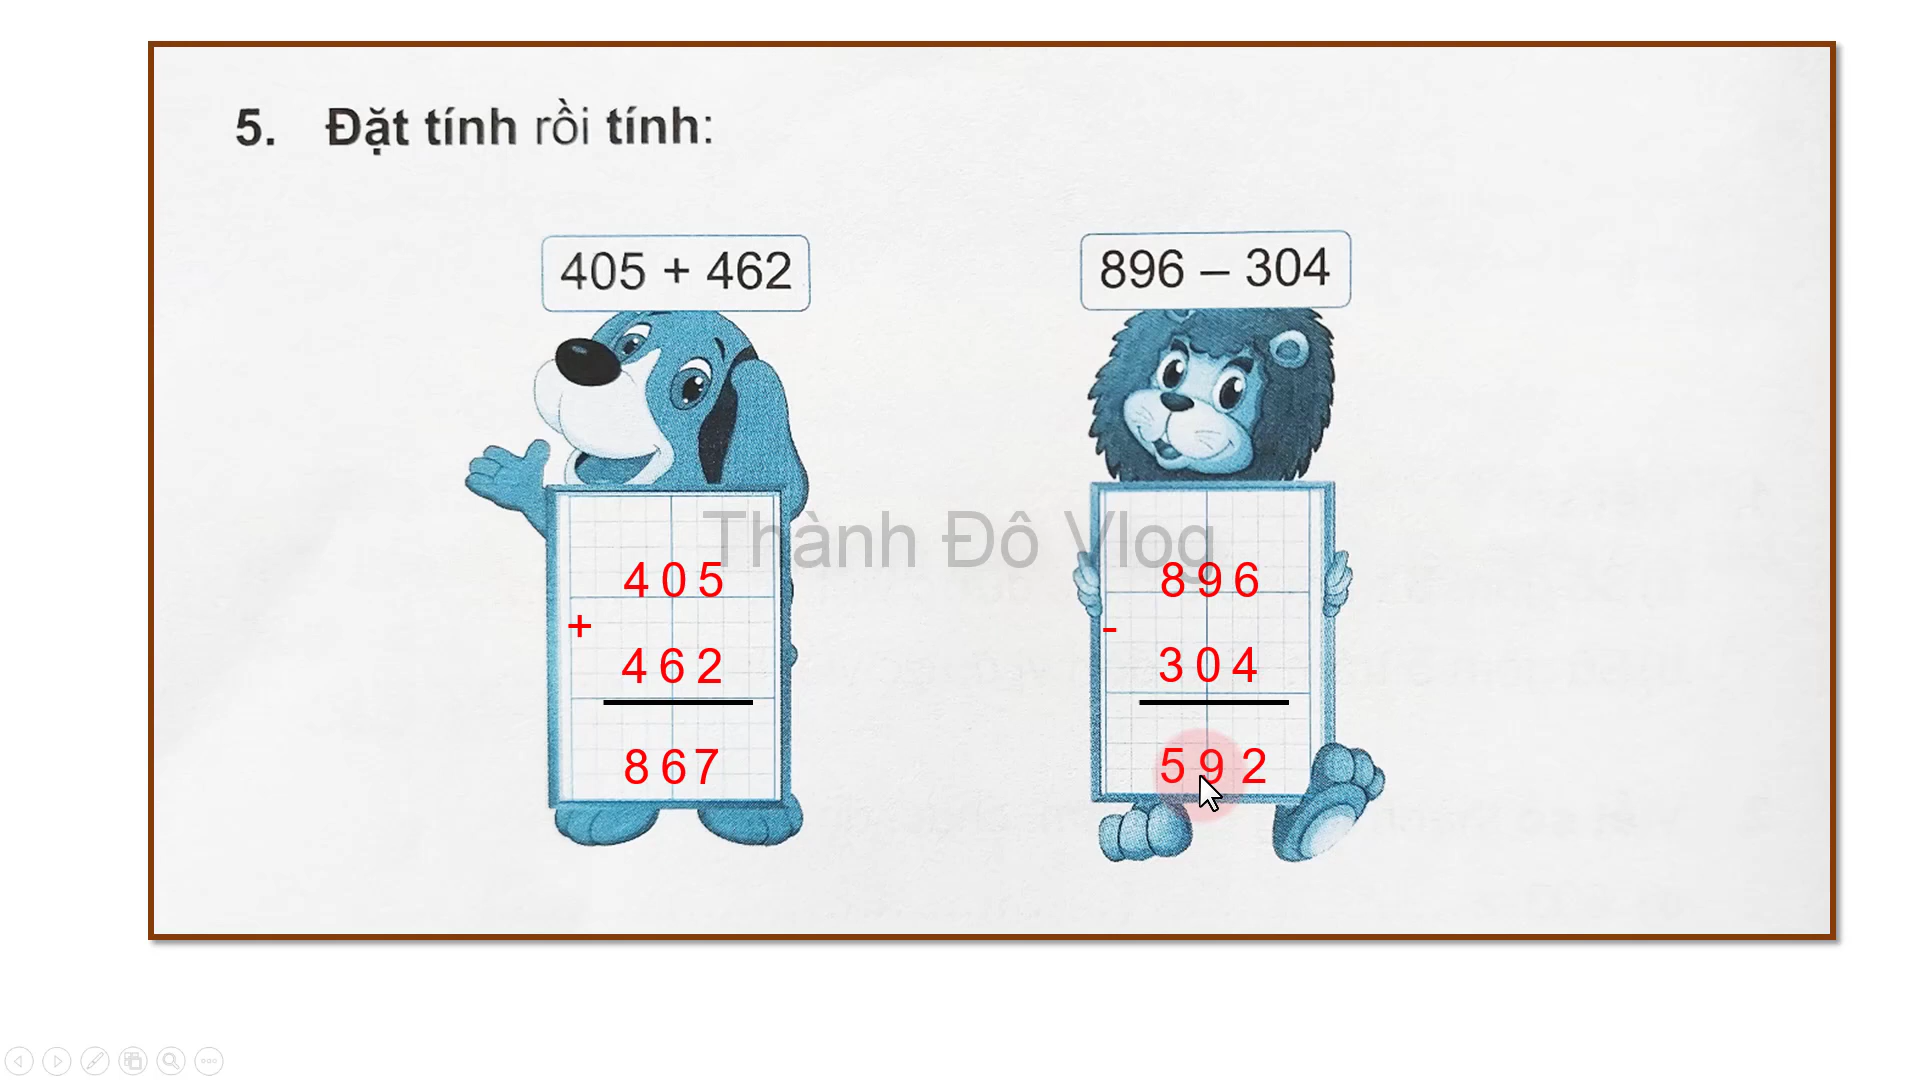 5. Đặt tính rồi tính:
405 + 462
896 – 304
Thành Đô Vlog
405
+
462
867
896
-
304
592